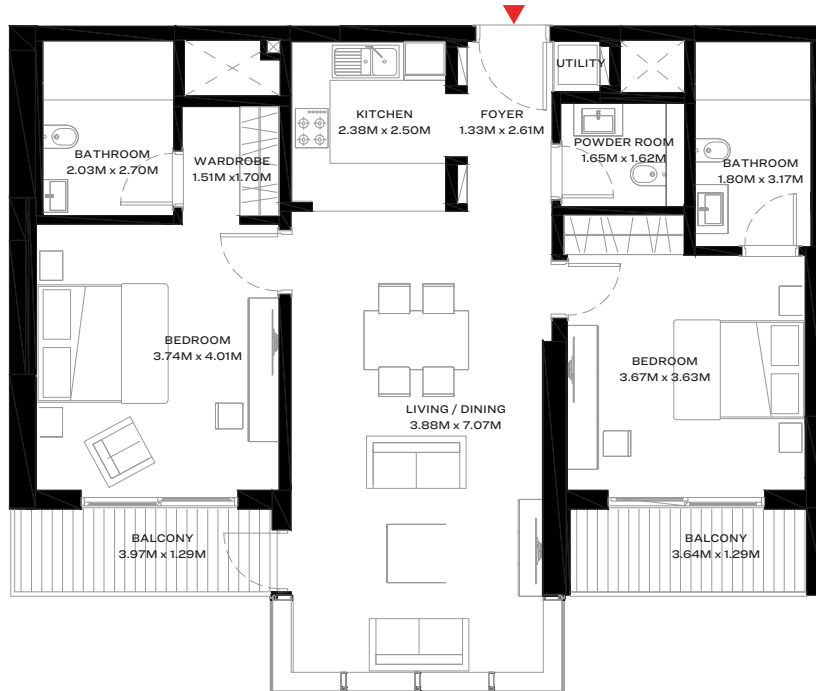 UTILITY
KITCHEN
2.38M x 2.50M
FOYER
1.33M x 2.61M
POWDER ROOM
1.65M x 1.62M
BATHROOM
2.03M x 2.70M
WARDROBE
1.51M x1.70M
BATHROOM
1.80M x 3.17M
BEDROOM
3.74M x 4.01M
BEDROOM
3.67M x 3.63M
LIVING / DINING
3.88M x 7.07M
BALCONY
3.97M x 1.29M
BALCONY
3.64M x 1.29M